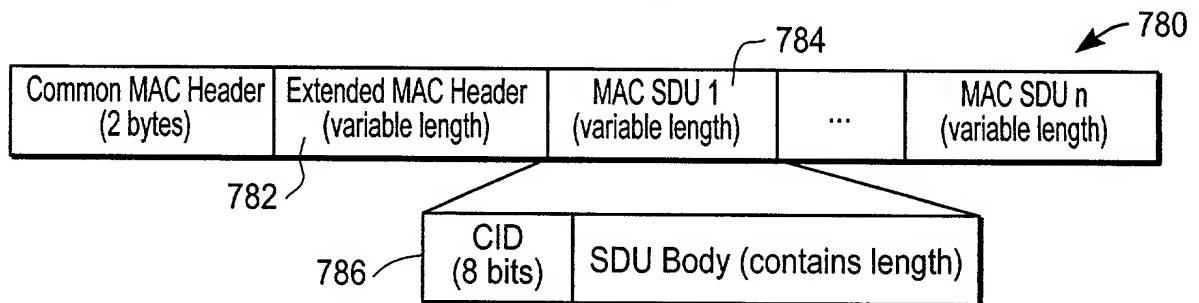 780
784
Common MAC Header
(2 bytes)
Extended MAC Header
(variable length)
MAC SDU 1
(variable length)
...
MAC SDU n
(variable length)
782
786
CID
(8 bits)
SDU Body (contains length)